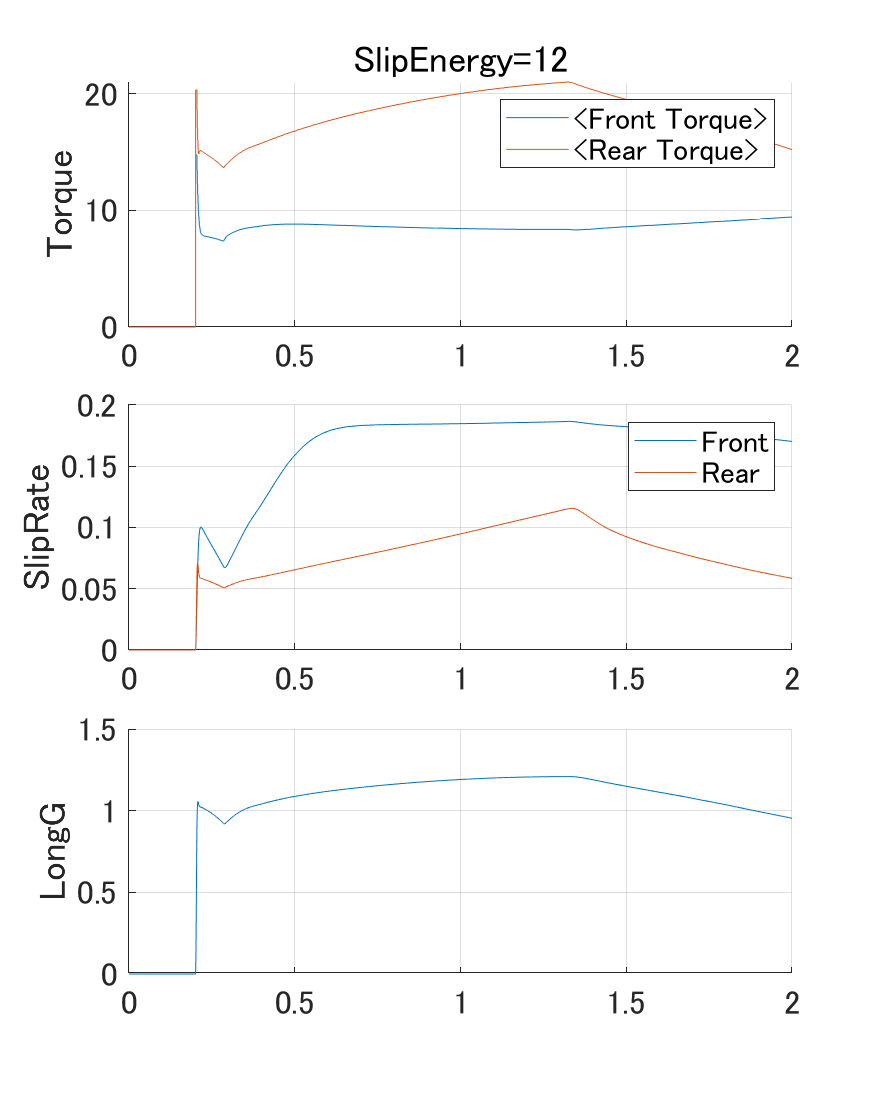 SlipEnergy=12
Torque
20
10
0
<Front Torque>
<Rear Torque>
0 0.5 1 1.5 2
SlipRate
0.2
0.15
0.1
0.05
0
Front
Rear
0 0.5 1 1.5 2
LongG
1.5
1
0.5
0
0 0.5 1 1.5 2